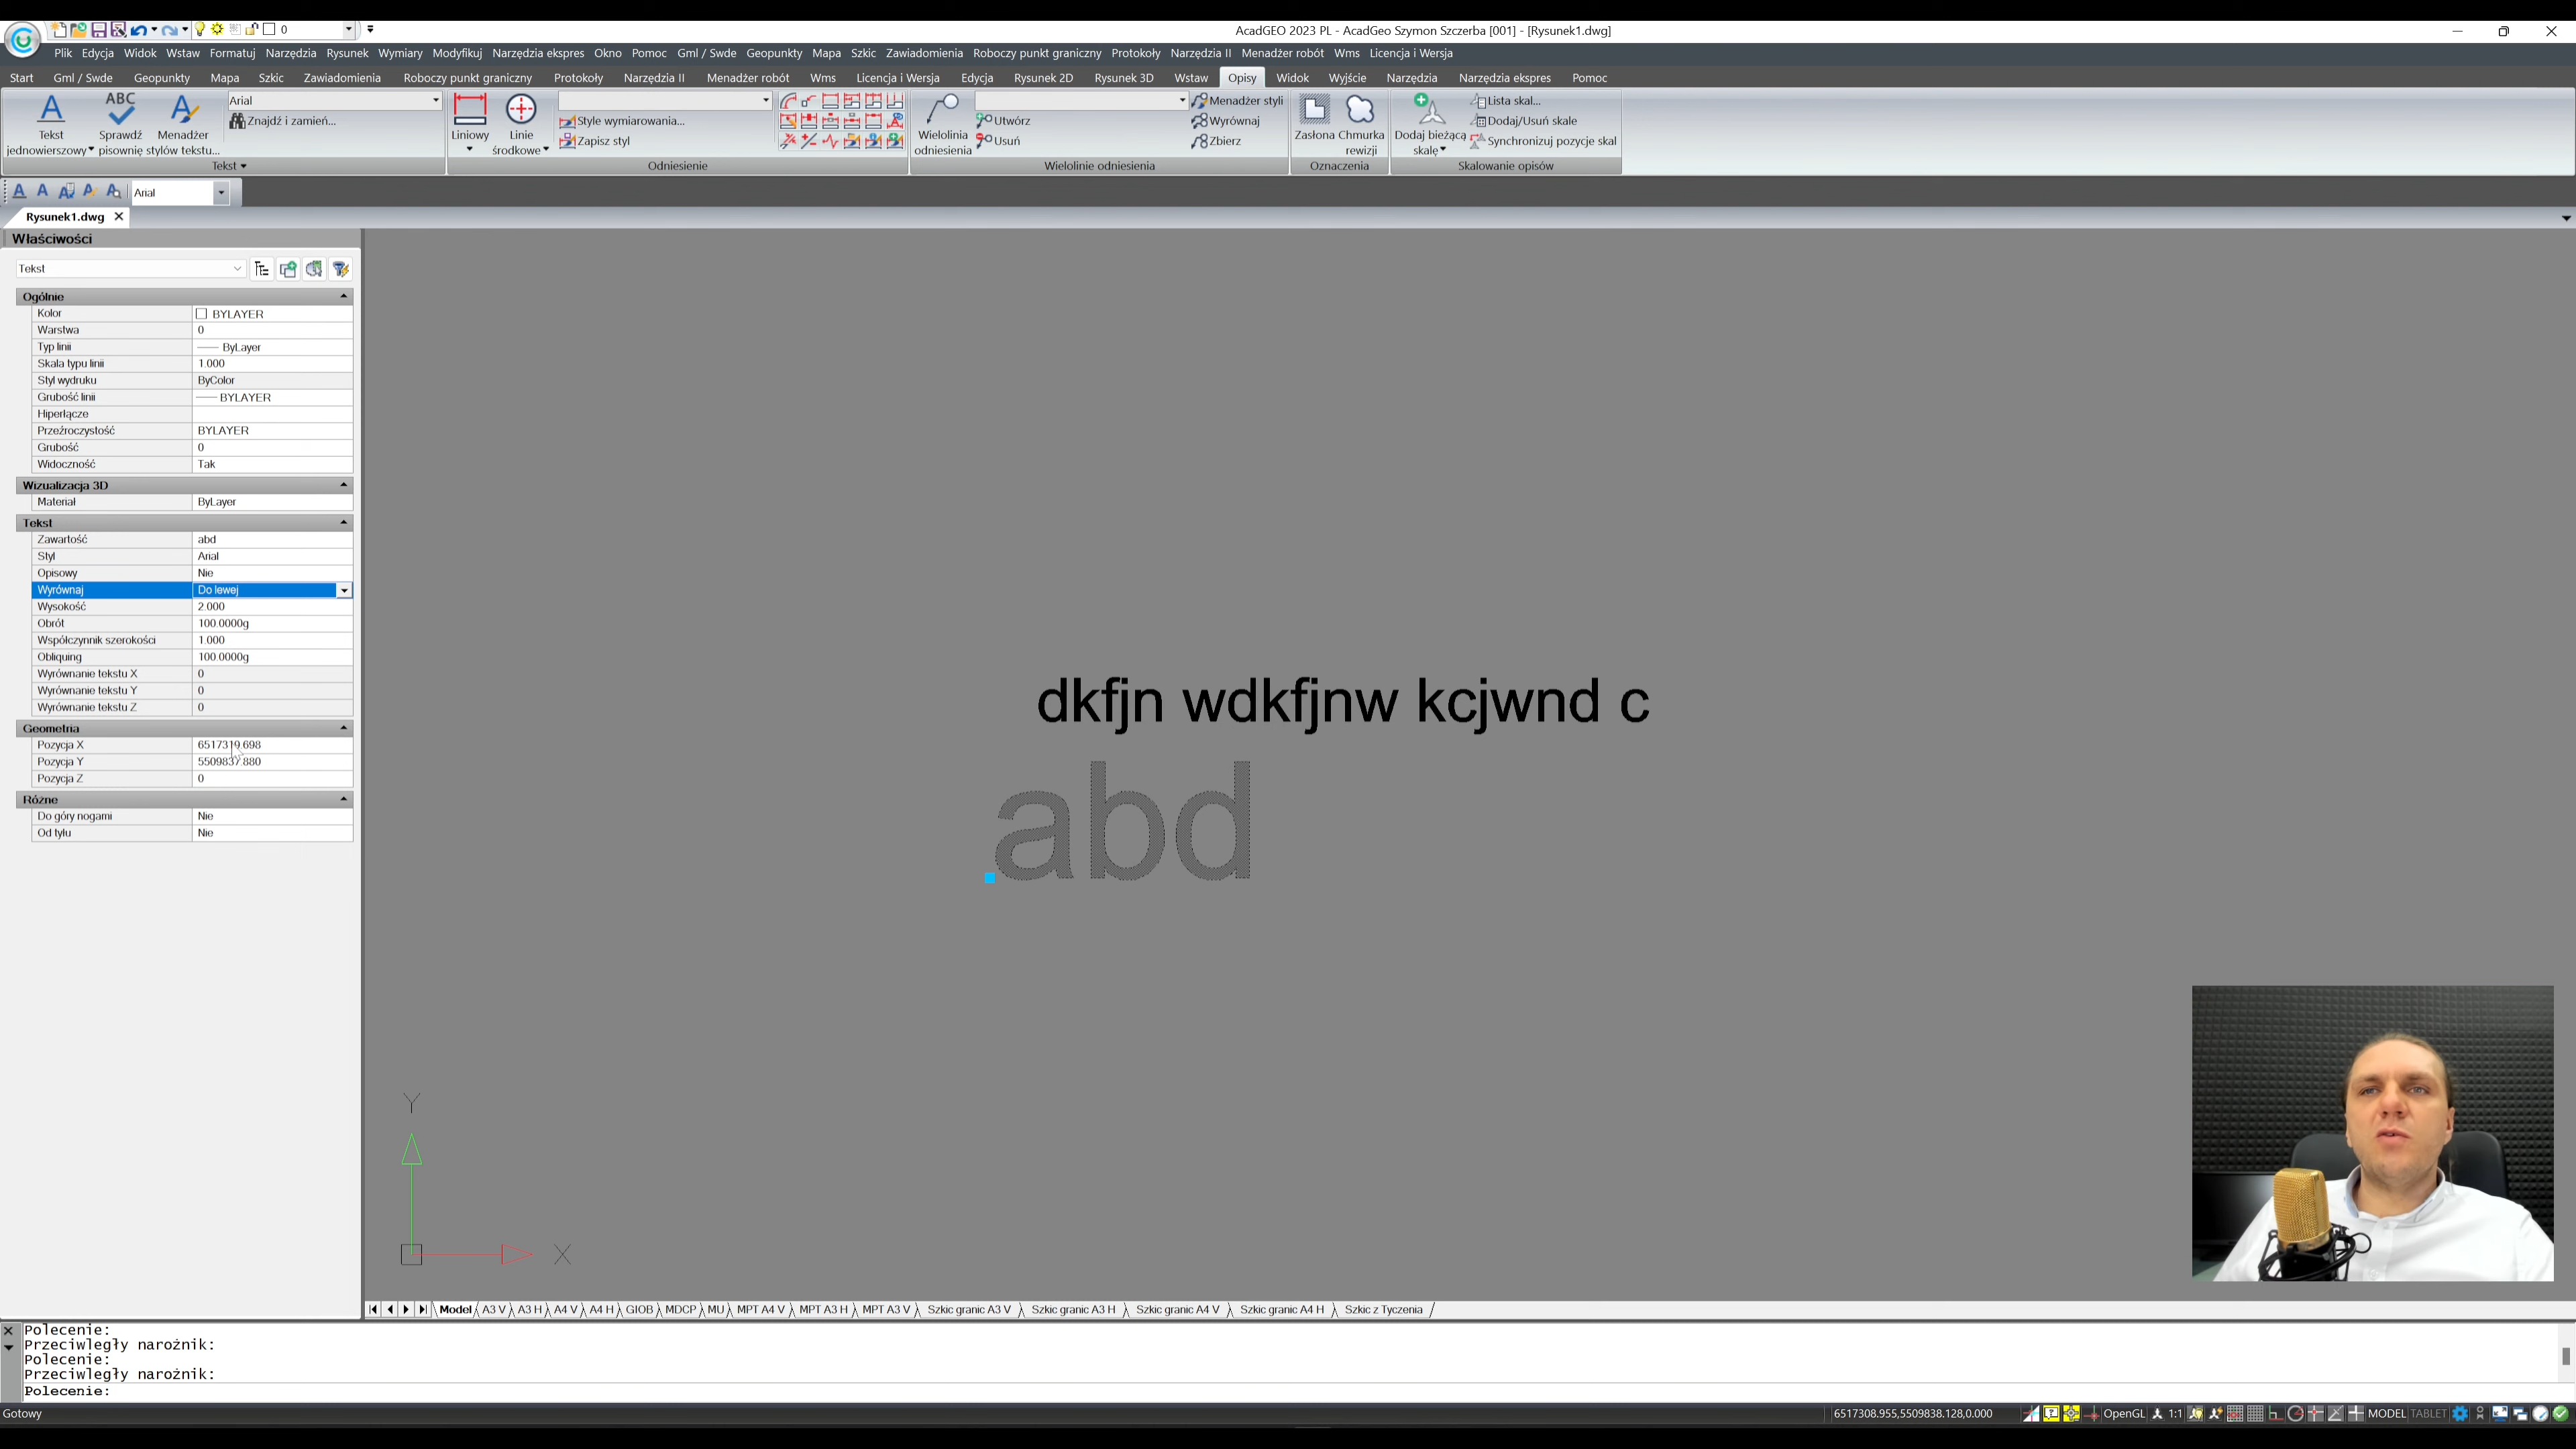 0
AcadGEO 2023 PL - AcadGeo Szymon Szczerba [001] - [Rysunek1.dwg]
Plik Edycja Widok Wstaw Formatuj Narzędzia Rysunek Wymiary Modyfikuj Narzędzia ekspres Okno Pomoc Gml / Swde Geopunkty Mapa Szkic Zawiadomienia Roboczy punkt graniczny Protokoły Narzędzia II Menadżer robót Wms Licencja i Wersja
Start Gml / Swde Geopunkty Mapa Szkic Zawiadomienia Roboczy punkt graniczny Protokoły Narzędzia II Menadżer robót Wms Licencja i Wersja Edycja Rysunek 2D Rysunek 3D Wstaw Opisy Widok Wyjście Narzędzia Narzędzia ekspres Pomoc
Tekst jednowierszowy
ABC Sprawdź pisownię
Menadżer stylów tekstu...
Arial
Znajdź i zamień...
Tekst
Liniowy
Linie środkowe
Style wymiarowania...
Zapisz styl
Odniesienie
Wielolinia odniesienia
Utwórz
Usuń
Menadżer styli
Wyrównaj
Zbierz
Wielolinie odniesienia
Zasłona
Chmurka rewizji
Oznaczenia
Dodaj bieżącą skalę
Lista skal...
Dodaj/Usuń skale
Synchronizuj pozycje skal
Skalowanie opisów
Arial
Rysunek1.dwg
Właściwości
Tekst
Ogólnie
Kolor BYLAYER
Warstwa 0
Typ linii ByLayer
Skala typu linii 1.000
Styl wydruku ByColor
Grubość linii BYLAYER
Hiperłącze
Przeźroczystość BYLAYER
Grubość 0
Widoczność Tak
Wizualizacja 3D
Materiał ByLayer
Tekst
Zawartość abd
Styl Arial
Opisowy Nie
Wyrównaj Do lewej
Wysokość 2.000
Obrót 100.0000g
Współczynnik szerokości 1.000
Obliquing 100.0000g
Wyrównanie tekstu X 0
Wyrównanie tekstu Y 0
Wyrównanie tekstu Z 0
Geometria
Pozycja X 6517319.698
Pozycja Y 5509837.880
Pozycja Z 0
Różne
Do góry nogami Nie
Od tyłu Nie
dkfjn wdkfjnw kcjwnd c
abd
Y
X
Model A3 V A3 H A4 V A4 H GIOB MDCP MU MPT A4 V MPT A3 H MPT A3 V Szkic granic A3 V Szkic granic A3 H Szkic granic A4 V Szkic granic A4 H Szkic z Tyczenia
Polecenie:
Przeciwległy narożnik:
Polecenie:
Przeciwległy narożnik:
Polecenie:
Gotowy
6517308.955,5509838.128,0.000 OpenGL 1:1 MODEL TABLET